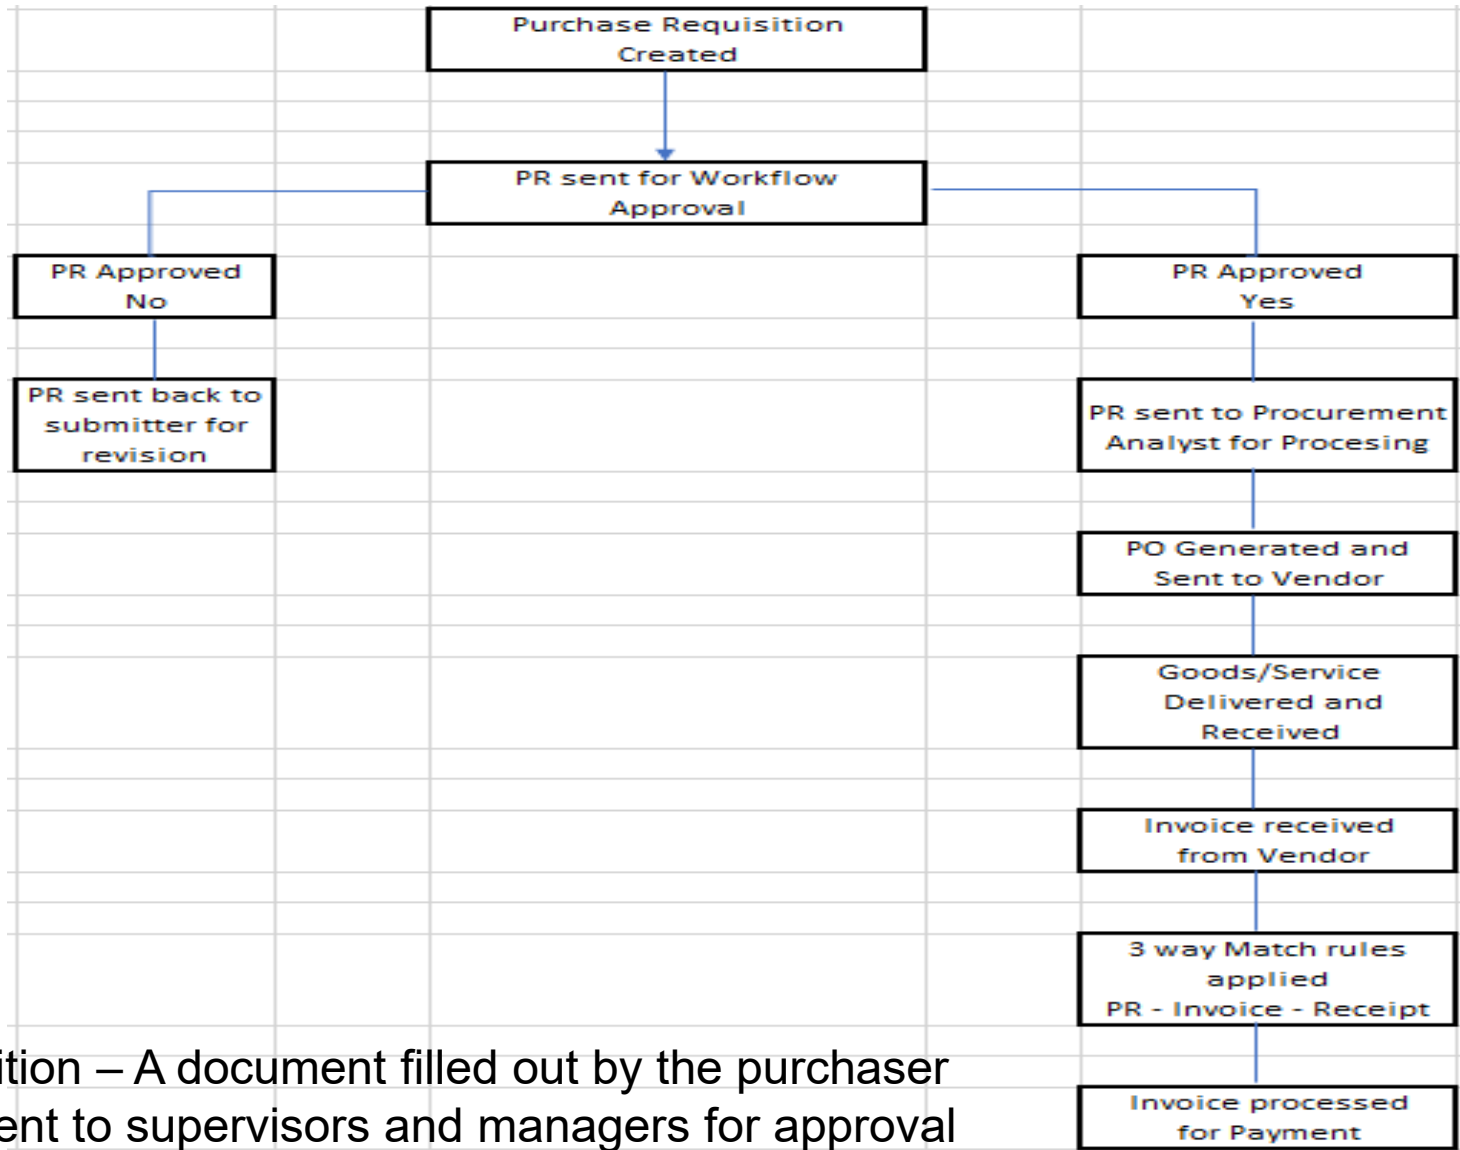 Purchase Requisition
Created
PR sent for Workflow
Approval
PR Approved
No
PR Approved
Yes
PR sent back to
submitter for
revision
PR sent to Procurement
Analyst for Procesing
PO Generated and
Sent to Vendor
Goods/Service
Delivered and
Received
Invoice received
from Vendor
3 way Match rules
applied
PR - Invoice - Receipt
– A document filled out by the purchaser
to supervisors and managers for approval
Invoice processed
for Payment